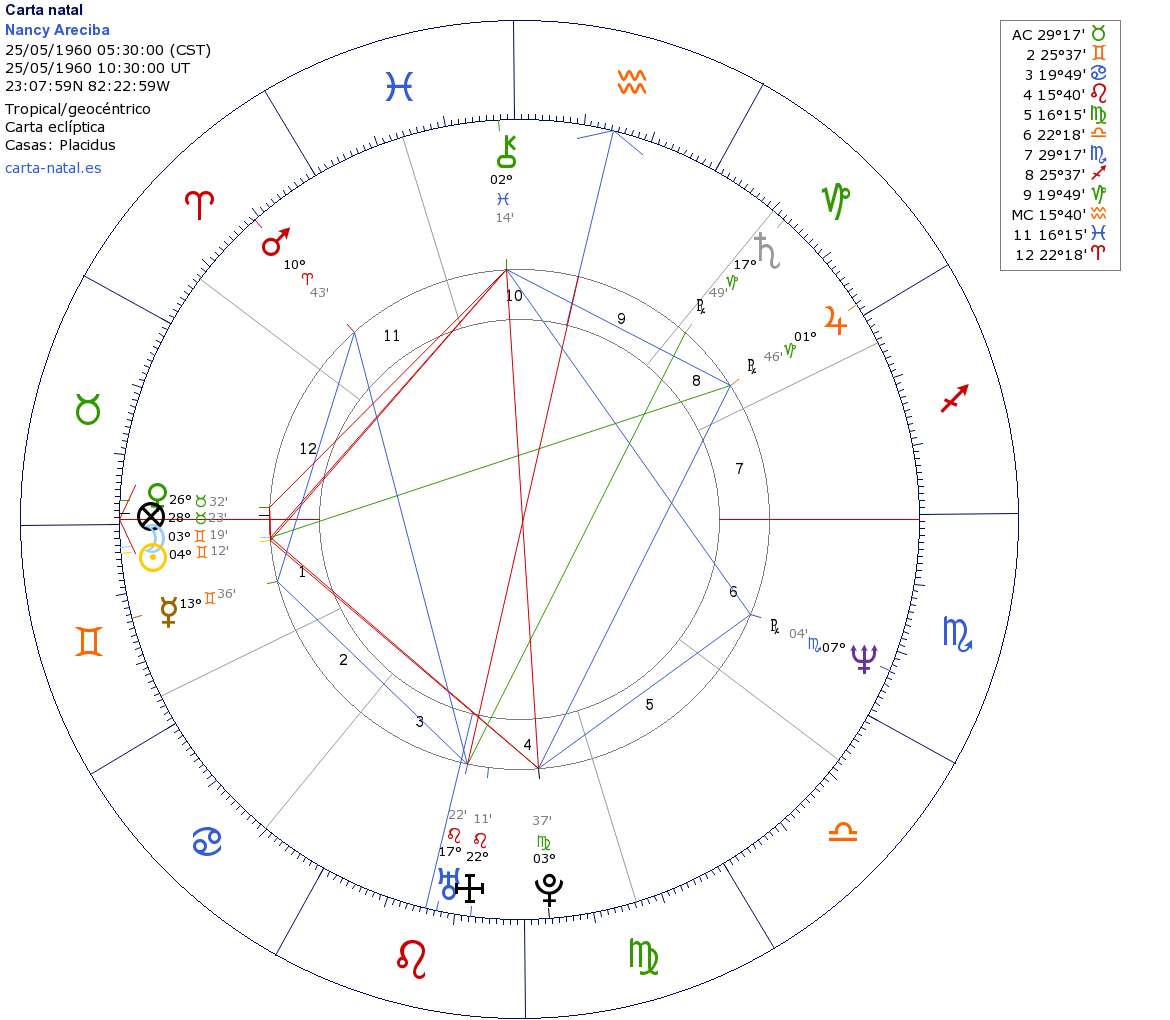 Carta natal
Nancy Areciba
25/05/1960 05:30:00 (CST)
25/05/1960 10:30:00 UT
23:07:59N 82:22:59W
Tropical/geocéntrico
Carta eclíptica
Casas: Placidus
carta-natal.es
AC 29°17' ♉
2 25°37' ♊
3 19°49' ♋
4 15°40' ♌
5 16°15' ♍
6 22°18' ♎
7 29°17' ♏
8 25°37' ♐
9 19°49' ♑
MC 15°40' ♒
11 16°15' ♓
12 22°18' ♈
♓
♒
♈
♑
♉
♐
♊
♏
♋
♎
♌
♍
⚷
02°
♓
14'
♂
10°
♈
43'
♄
17°
♑
49'
℞
♃
01°
♑
46'
℞
♀ 26° ♉ 32'
⊗ 28° ♉ 23'
☽ 03° ♊ 19'
☉ 04° ♊ 12'
☿ 13° ♊ 36'
℞ 04' ♏ 07° ♆
22'
♌
17°
♅
11'
♌
22°
37'
♍
03°
♇
10
9
11
8
12
7
1
6
2
5
3
4